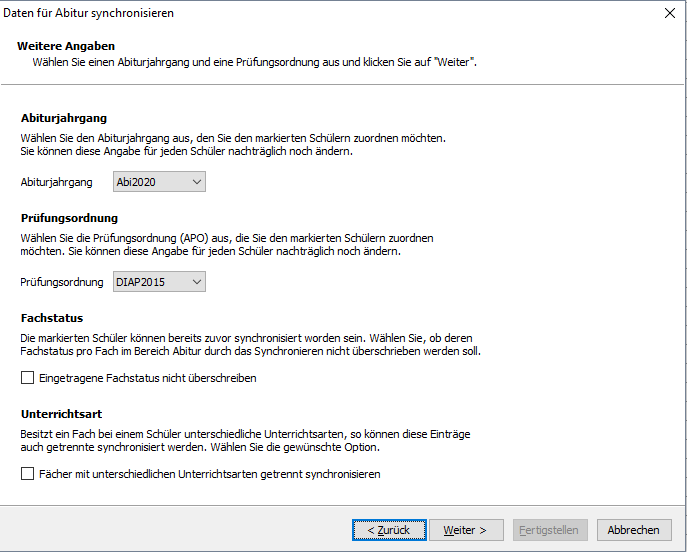 Daten für Abitur synchronisieren
Weitere Angaben
Wählen Sie einen Abiturjahrgang und eine Prüfungsordnung aus und klicken Sie auf "Weiter".
Abiturjahrgang
Wählen Sie den Abiturjahrgang aus, den Sie den markierten Schülern zuordnen möchten.
Sie können diese Angabe für jeden Schüler nachträglich noch ändern.
Abiturjahrgang Abi2020
Prüfungsordnung
Wählen Sie die Prüfungsordnung (APO) aus, die Sie den markierten Schülern zuordnen
möchten. Sie können diese Angabe für jeden Schüler nachträglich noch ändern.
Prüfungsordnung DIAP2015
Fachstatus
Die markierten Schüler können bereits zuvor synchronisiert worden sein. Wählen Sie, ob deren
Fachstatus pro Fach im Bereich Abitur durch das Synchronieren nicht überschrieben werden soll.
Eingetragene Fachstatus nicht überschreiben
Unterrichtsart
Besitzt ein Fach bei einem Schüler unterschiedliche Unterrichtsarten, so können diese Einträge
auch getrennte synchronisiert werden. Wählen Sie die gewünschte Option.
Fächer mit unterschiedlichen Unterrichtsarten getrennt synchronisieren
< Zurück Weiter > Fertigstellen Abbrechen